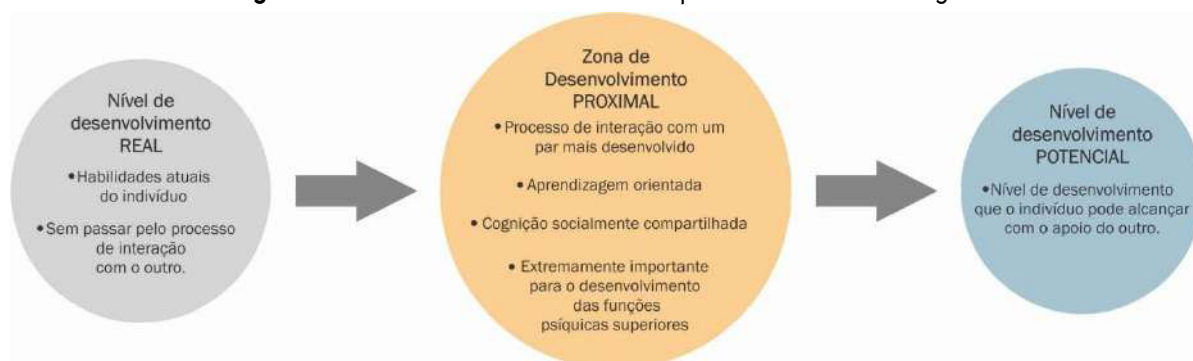 Nível de
desenvolvimento
REAL
•Habilidades atuais
do indivíduo
•Sem passar pelo processo
de interação
com o outro.
Zona de
Desenvolvimento
PROXIMAL
•Processo de interação com um
par mais desenvolvido
•Aprendizagem orientada
• Cognição socialmente compartilhada
• Extremamente importante
para o desenvolvimento
das funções
psíquicas superiores
Nível de
desenvolvimento
POTENCIAL
•Nível de desenvolvimento
que o indivíduo pode alcançar
com o apoio do outro.